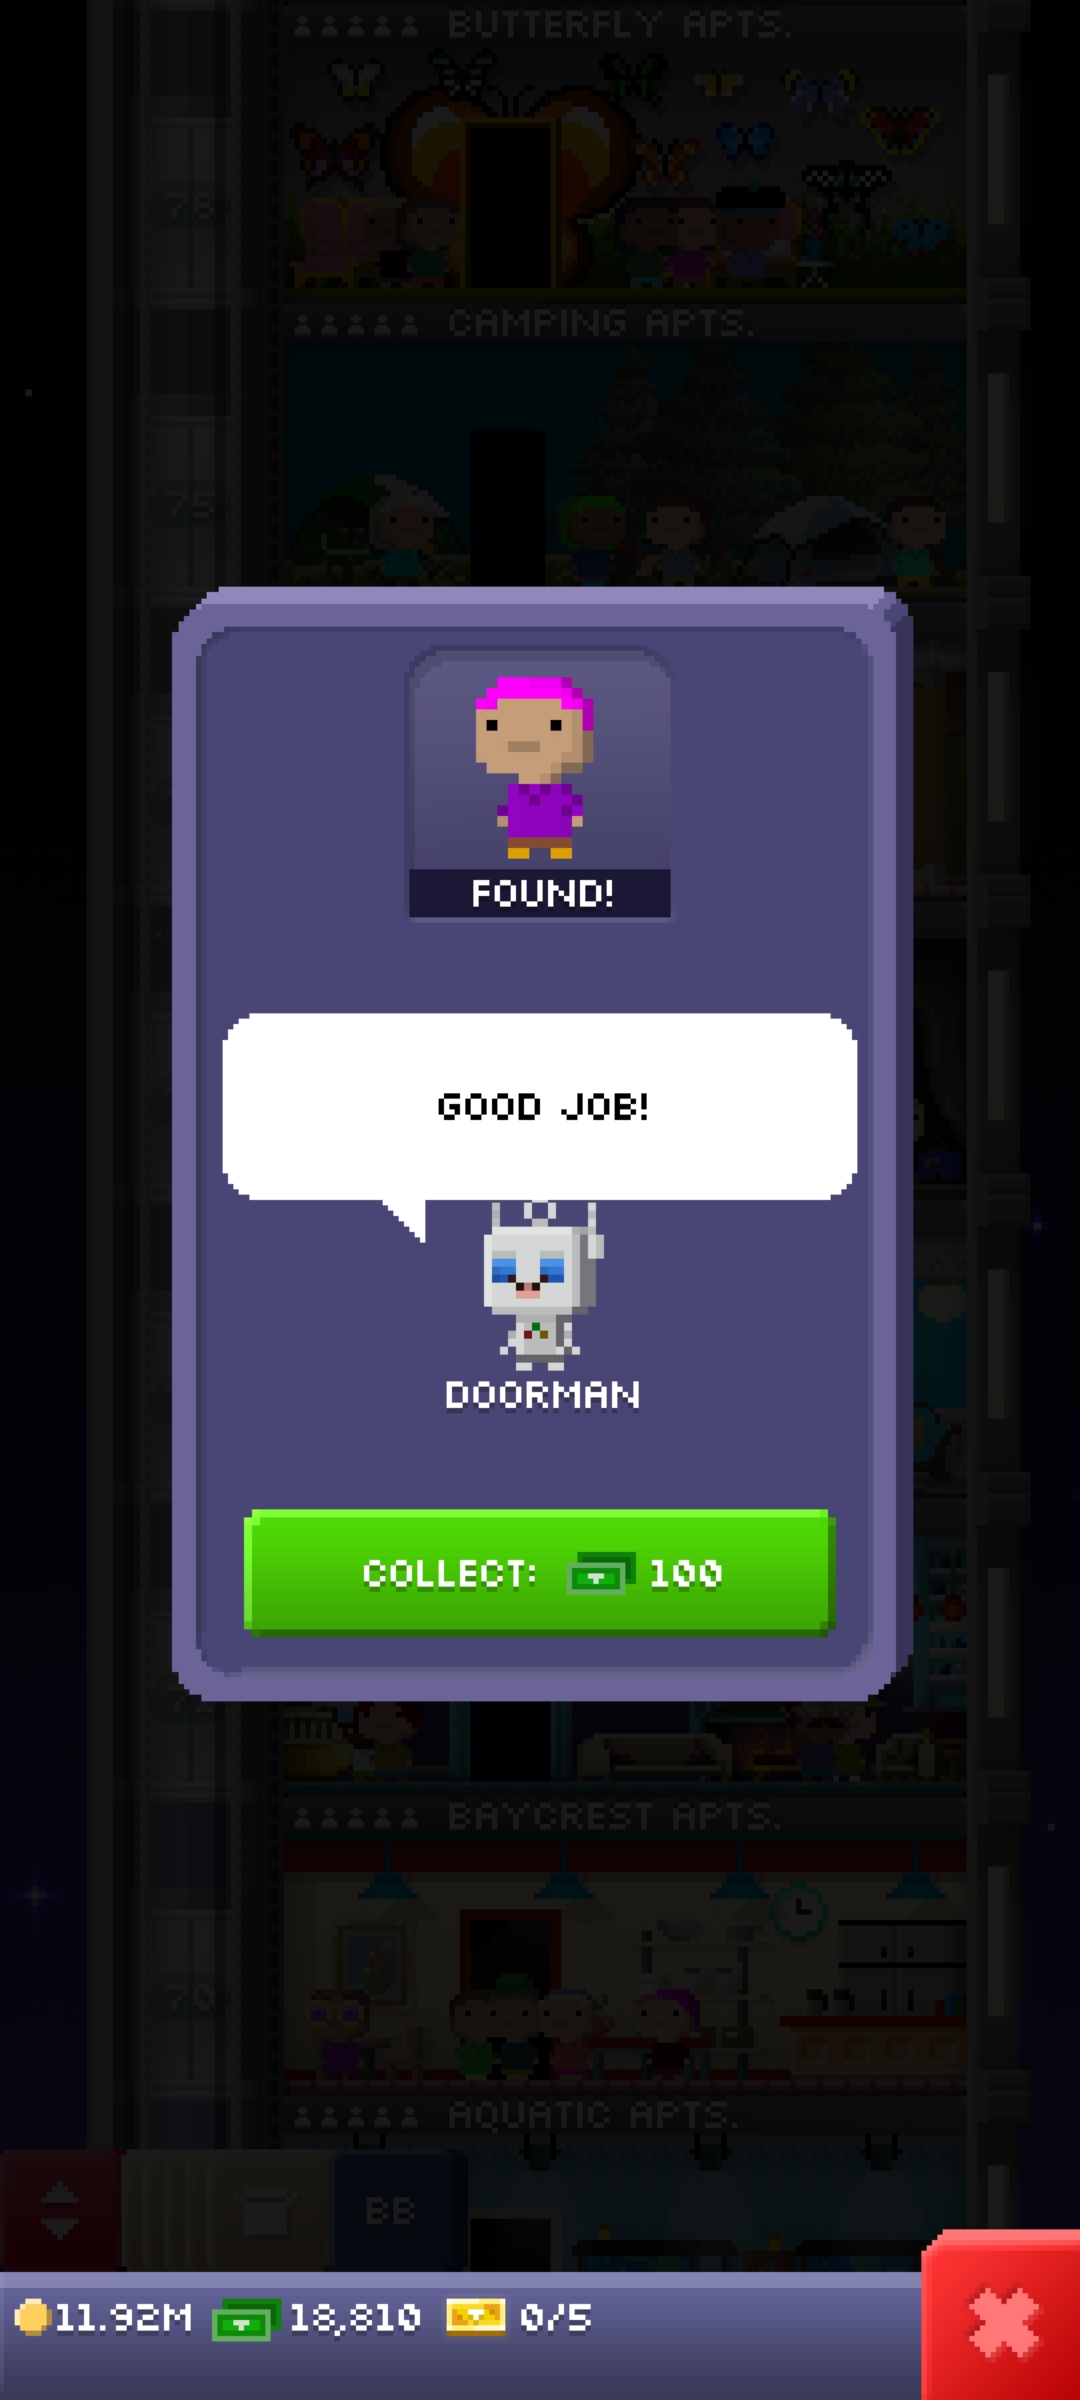 BUTTERFLY APTS.
76
CAMPING APTS.
75
FOUND!
GOOD JOB!
DOORMAN
COLLECT: 100
BAYCREST APTS.
70
AQUATIC APTS.
BB
11.92M 18,810 0/5